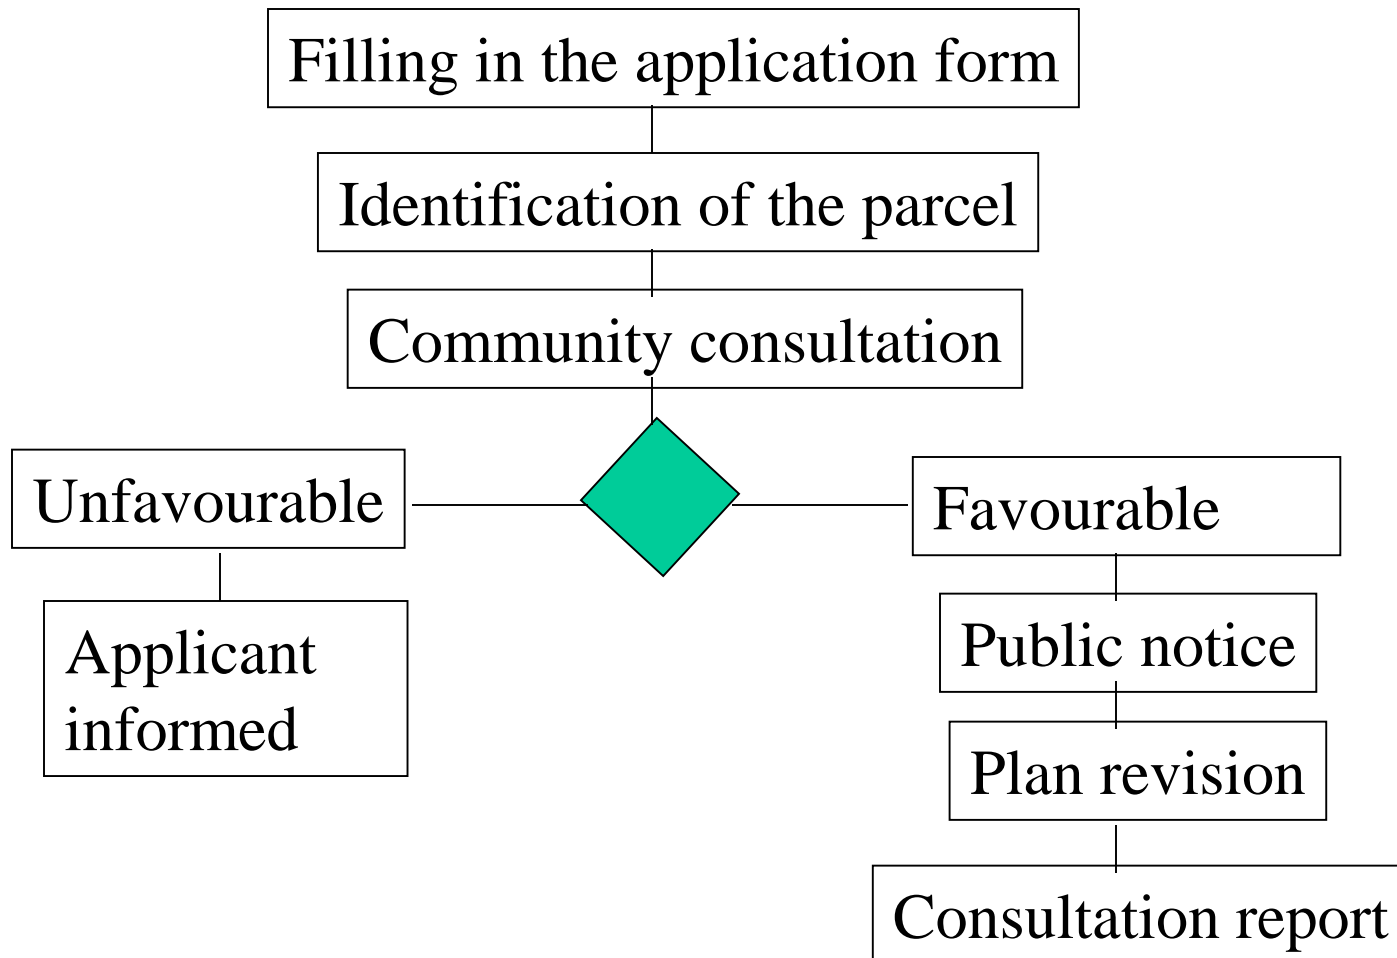 Filling in the application form
Identification of the parcel
Community consultation
Unfavourable
Favourable
Applicant
informed
Public notice
Plan revision
Consultation report